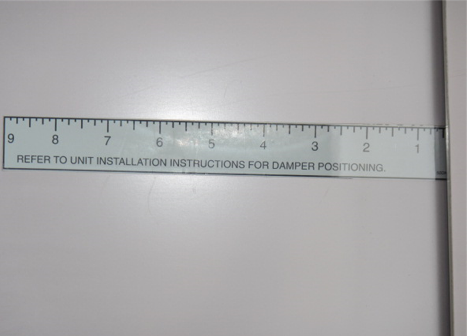 9 8 7 6 5 4 3 2 1
REFER TO UNIT INSTALLATION INSTRUCTIONS FOR DAMPER POSITIONING.